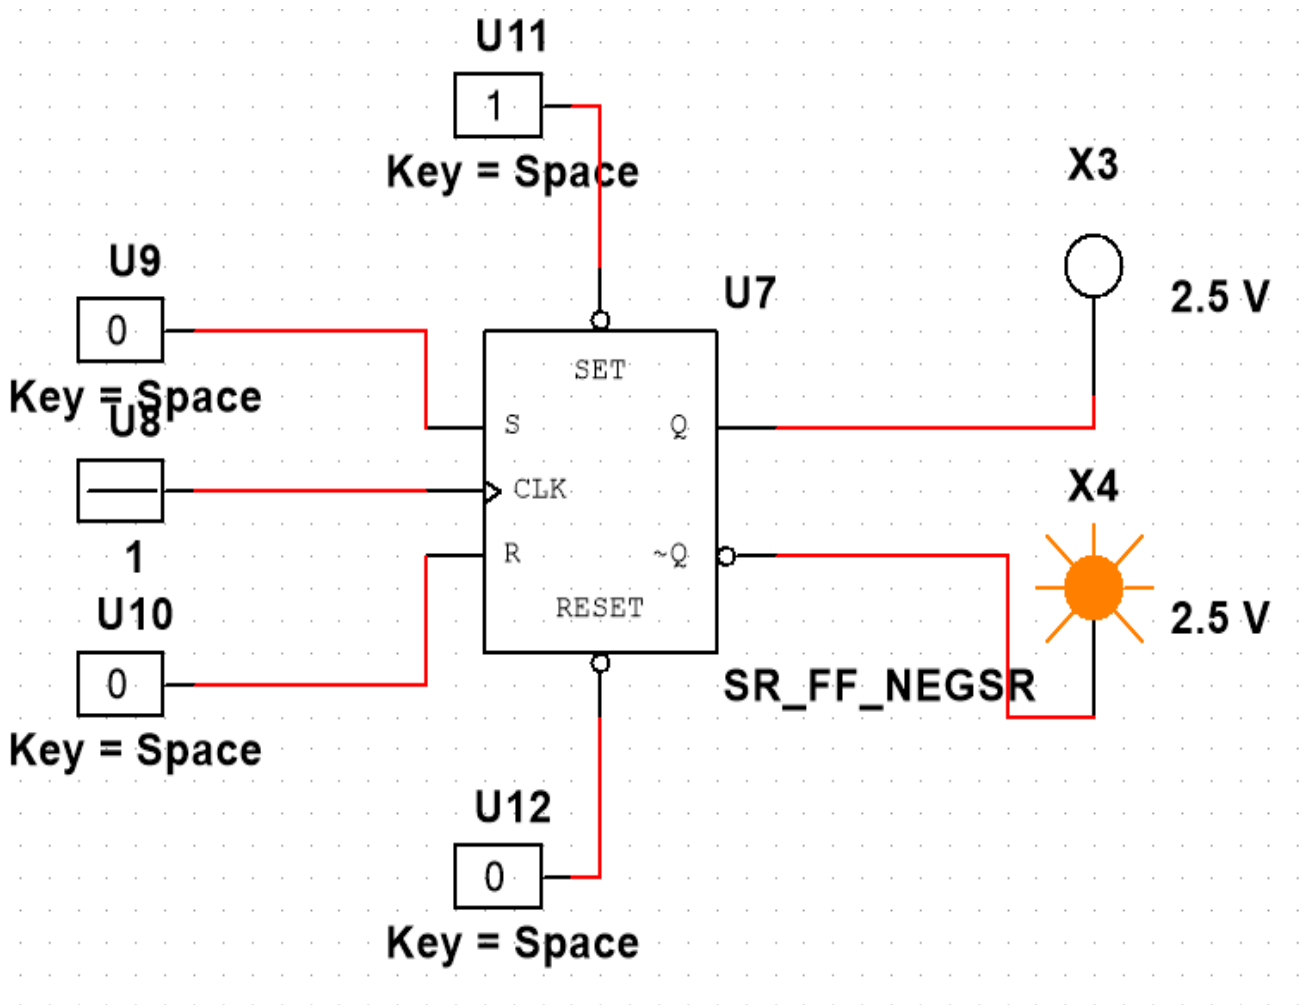 U11
1
Key = Space
X3
U9
0
Key = Space
U7
2.5 V
SET
S
Q
U8
CLK
1
R
~Q
X4
RESET
2.5 V
U10
0
Key = Space
SR_FF_NEGSR
U12
0
Key = Space